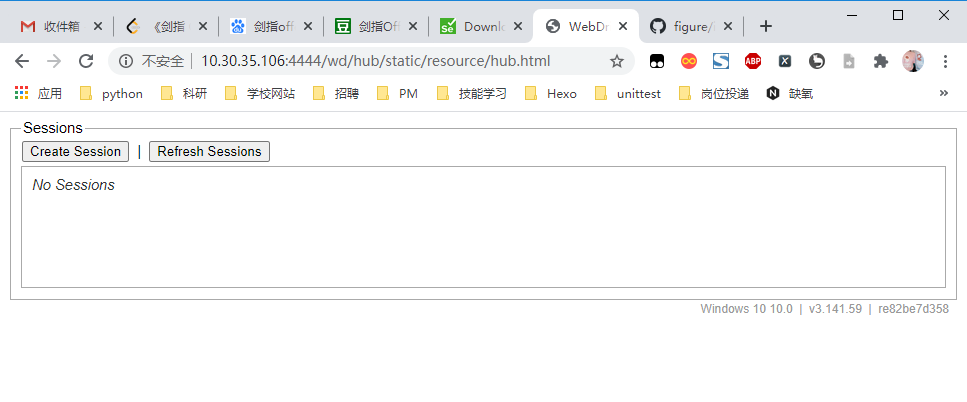 收件箱 《剑指 剑指off 剑指Off Downlo WebDr figure/
不安全 10.30.35.106:4444/wd/hub/static/resource/hub.html
应用 python 科研 学校网站 招聘 PM 技能学习 Hexo unittest 岗位投递 缺氧 »
Sessions
Create Session | Refresh Sessions
No Sessions
Windows 10 10.0 | v3.141.59 | re82be7d358